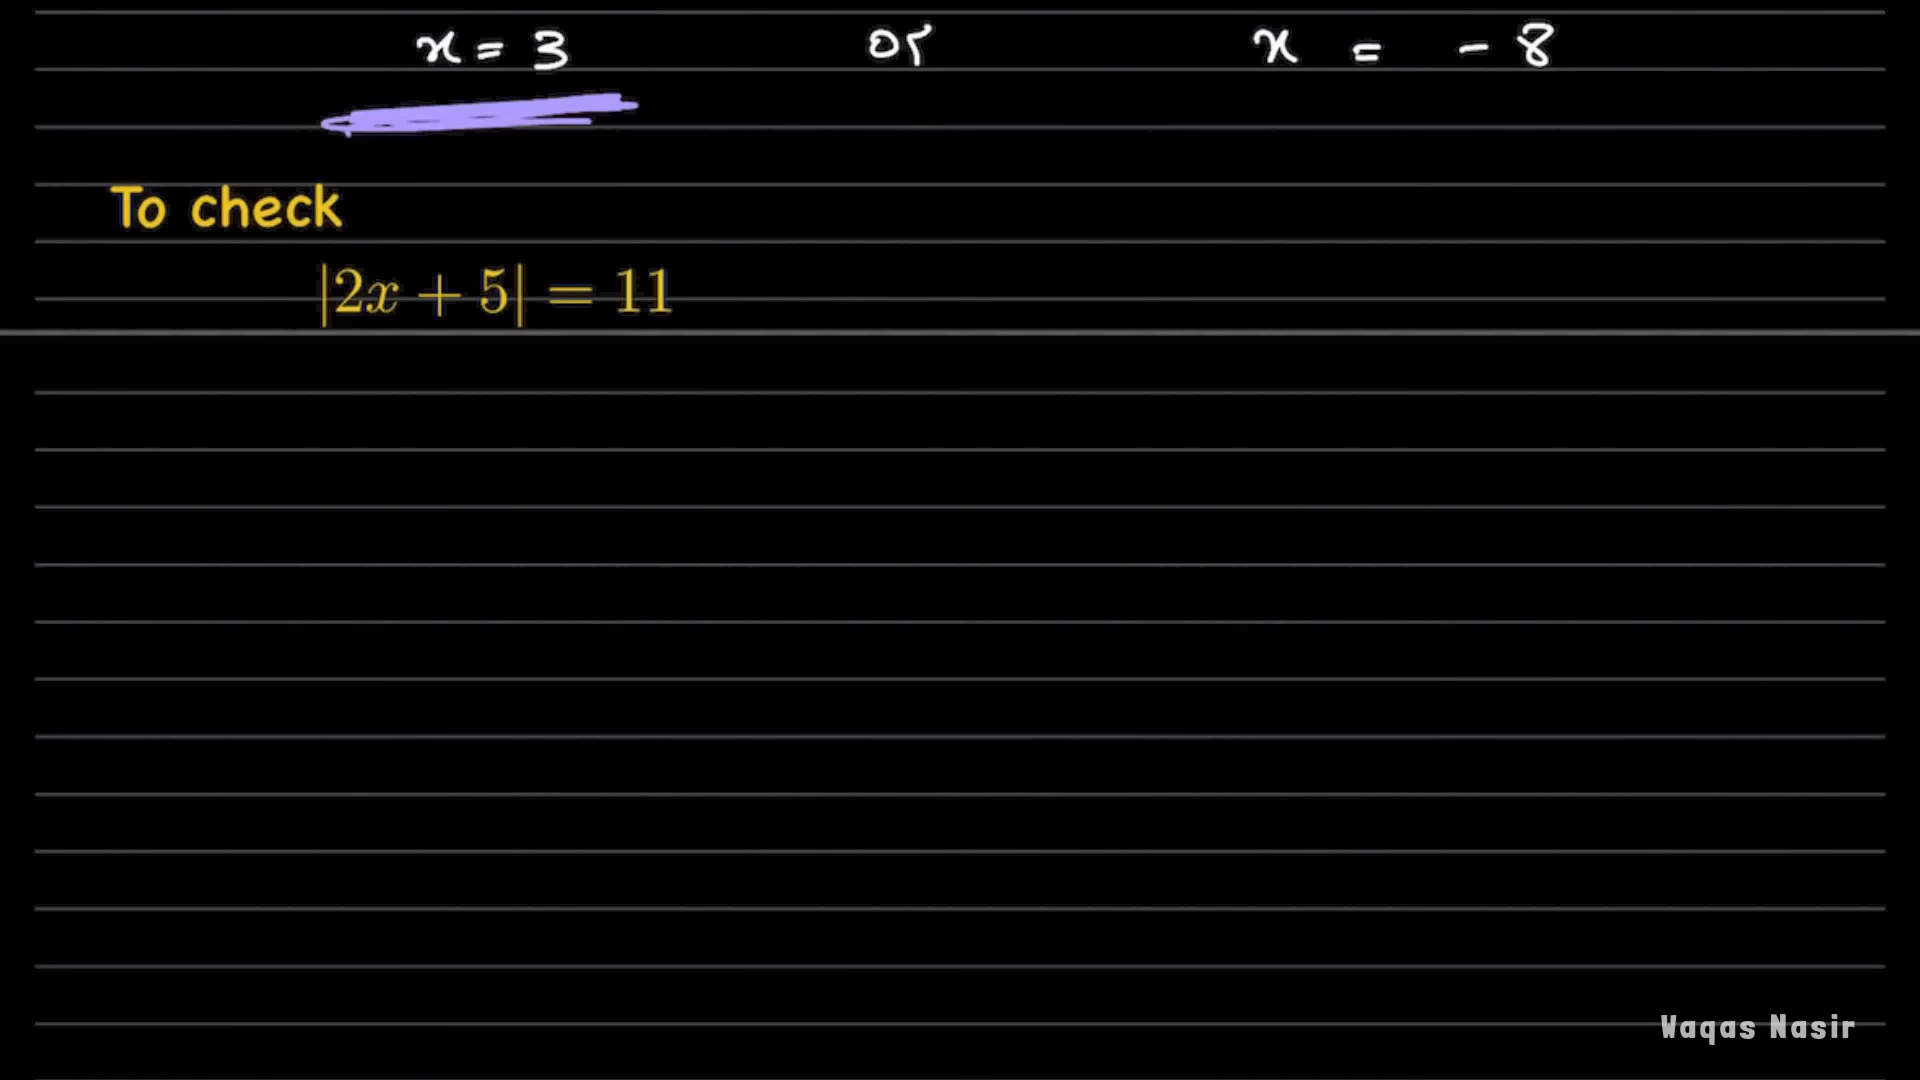 x = 3 or x = - 8
To check
|2x + 5| = 11
Waqas Nasir